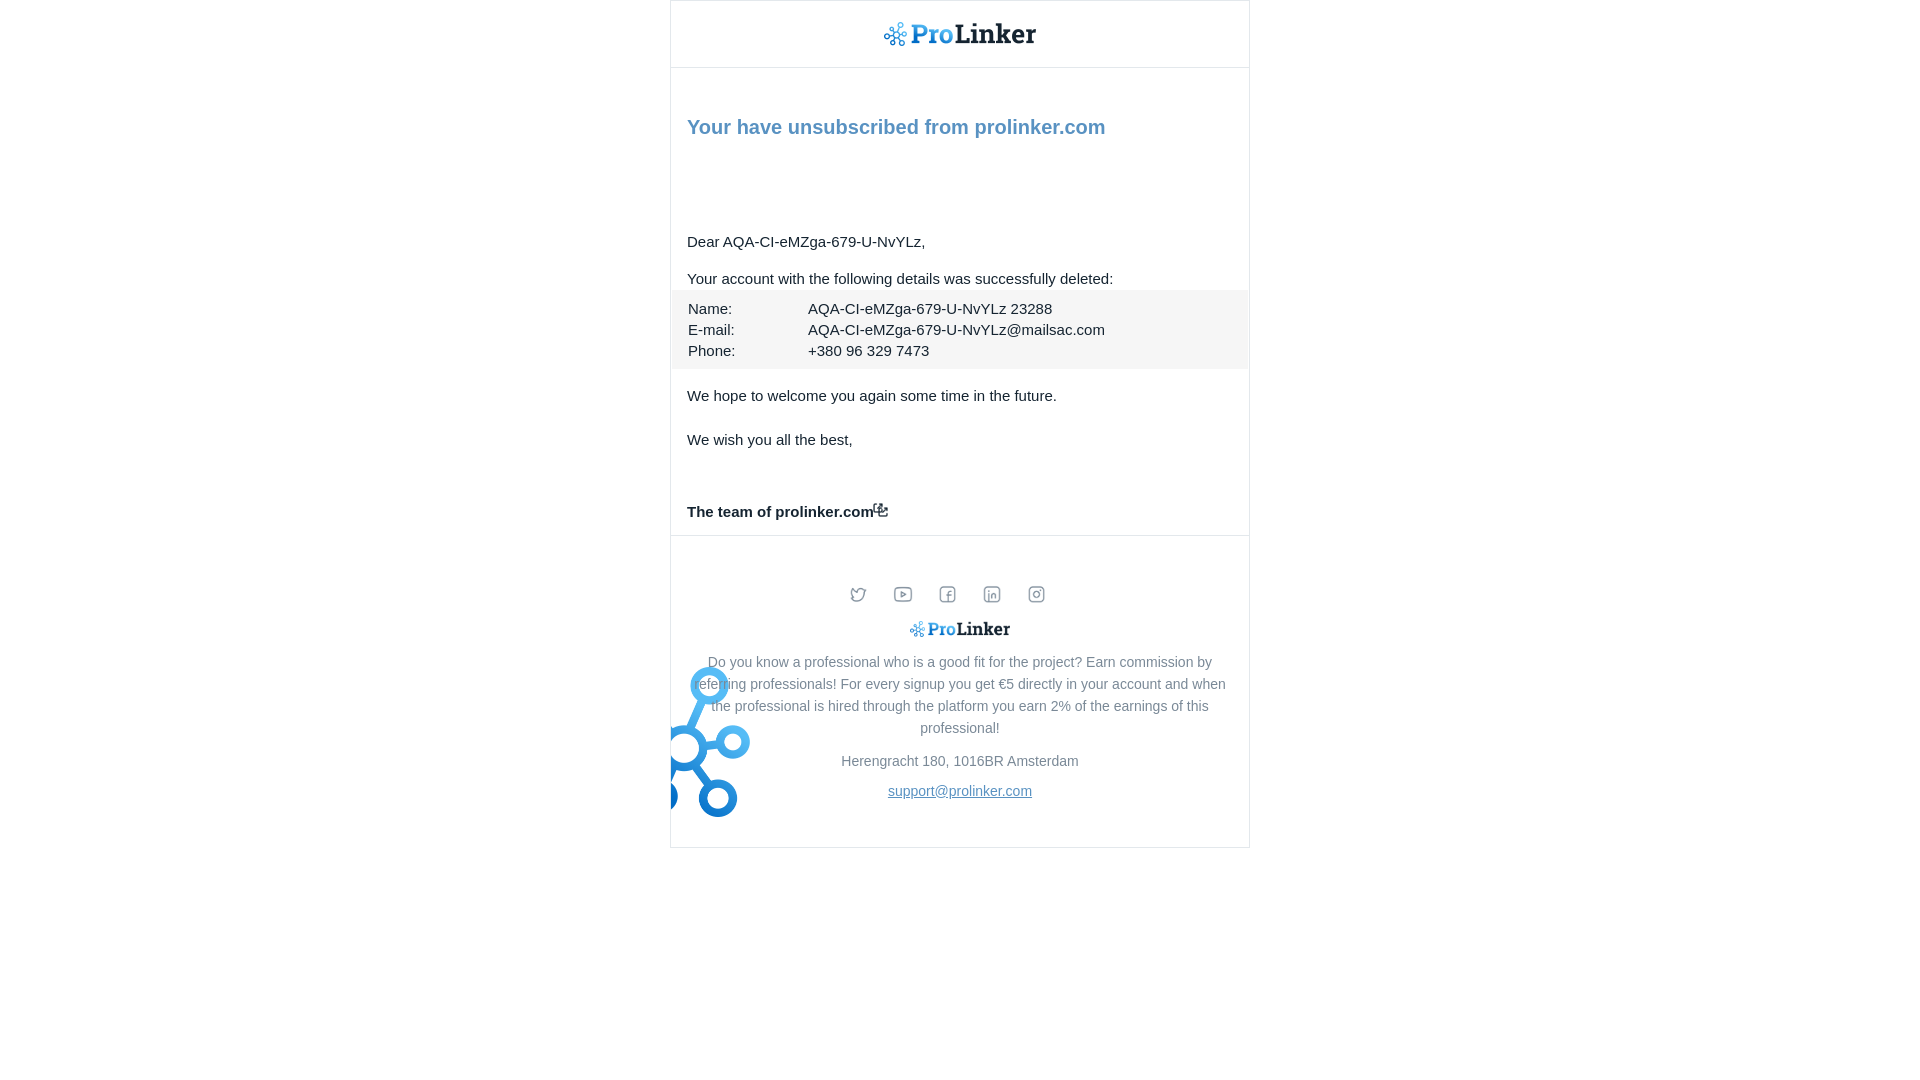 ProLinker
Your have unsubscribed from prolinker.com
Dear AQA-CI-eMZga-679-U-NvYLz,
Your account with the following details was successfully deleted:
Name: AQA-CI-eMZga-679-U-NvYLz 23288
E-mail: AQA-CI-eMZga-679-U-NvYLz@mailsac.com
Phone: +380 96 329 7473
We hope to welcome you again some time in the future.
We wish you all the best,
The team of prolinker.com
ProLinker
Do you know a professional who is a good fit for the project? Earn commission by
referring professionals! For every signup you get €5 directly in your account and when
the professional is hired through the platform you earn 2% of the earnings of this
professional!
Herengracht 180, 1016BR Amsterdam
support@prolinker.com